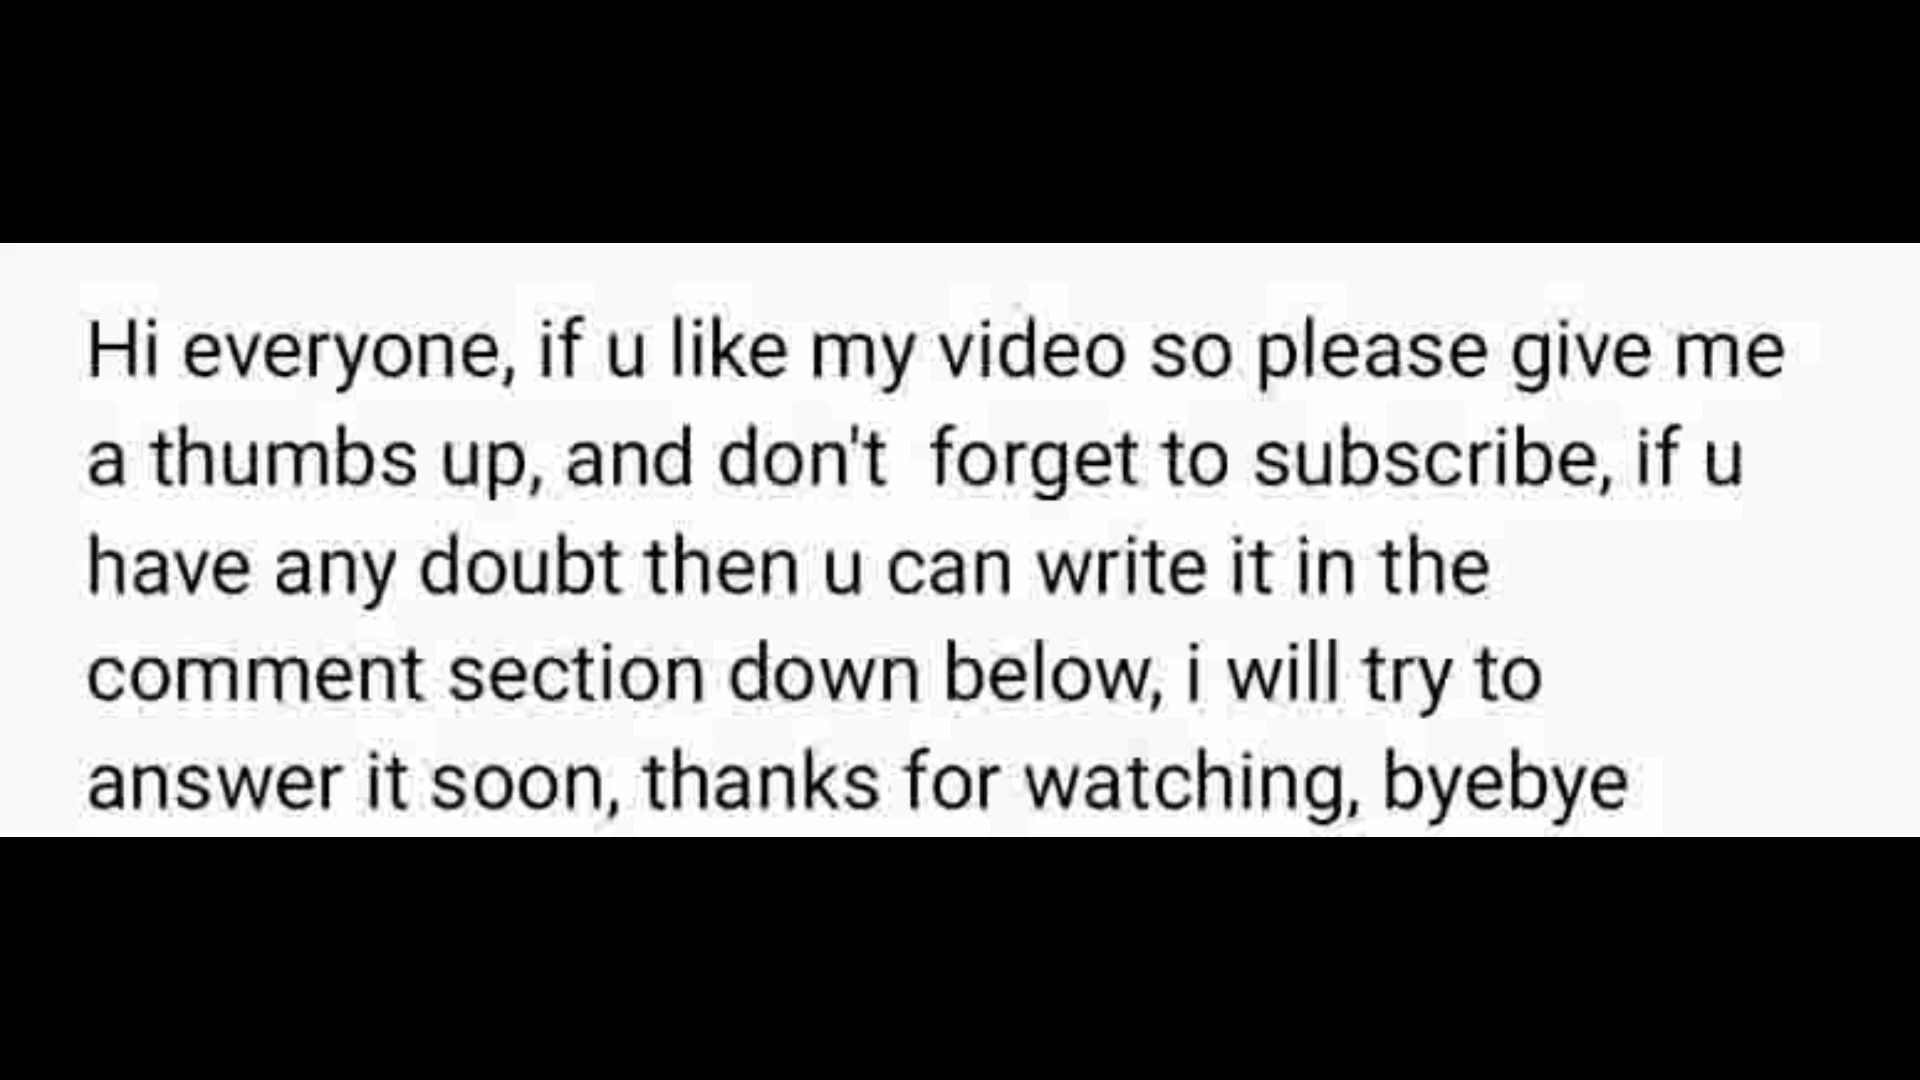 Hi everyone, if u like my video so please give me
a thumbs up, and don't  forget to subscribe, if u
have any doubt then u can write it in the
comment section down below, i will try to
answer it soon, thanks for watching, byebye